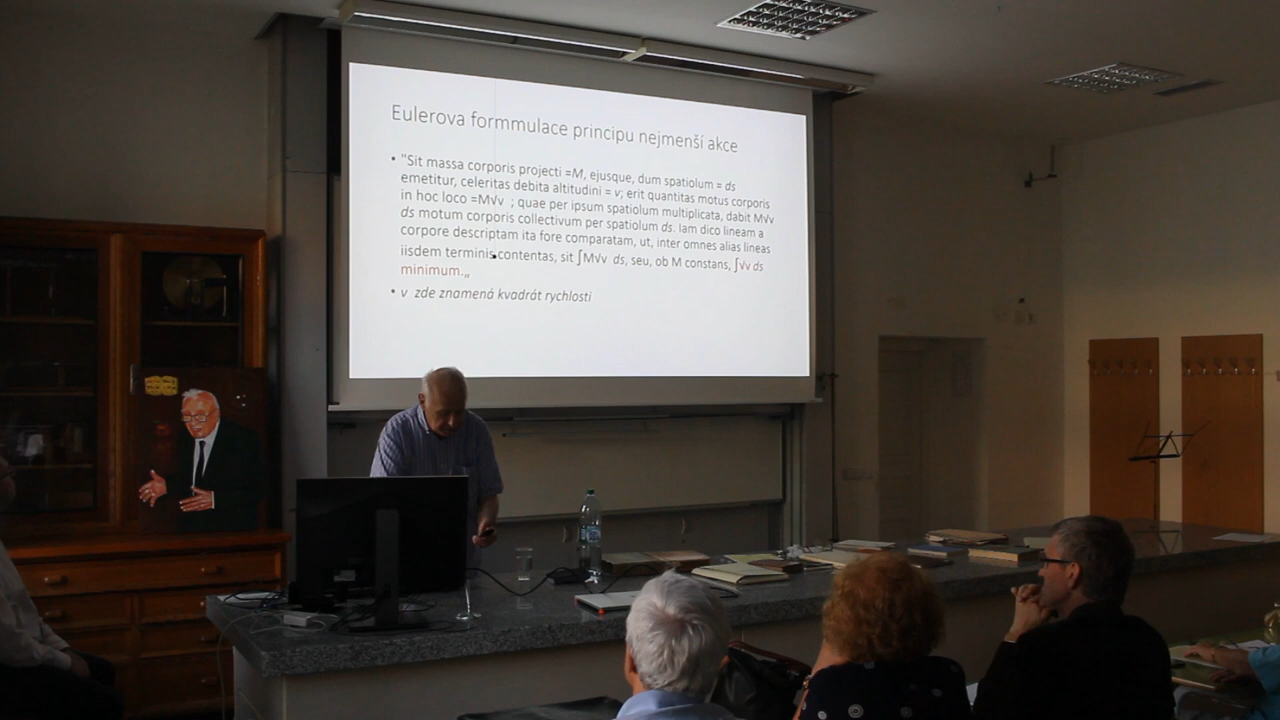 Eulerova formmulace principu nejmenší akce
• "Sit massa corporis projecti =M, ejusque, dum spatiolum = ds
emetitur, celeritas debita altitudini = v; erit quantitas motus corporis
in hoc loco =M√v ; quae per ipsum spatiolum multiplicata, dabit M√v
ds motum corporis collectivum per spatiolum ds. Iam dico lineam a
corpore descriptam ita fore comparatam, ut, inter omnes alias lineas
iisdem terminis contentas, sit ∫M√v ds, seu, ob M constans, ∫√v ds
minimum.„
• v zde znamená kvadrát rychlosti